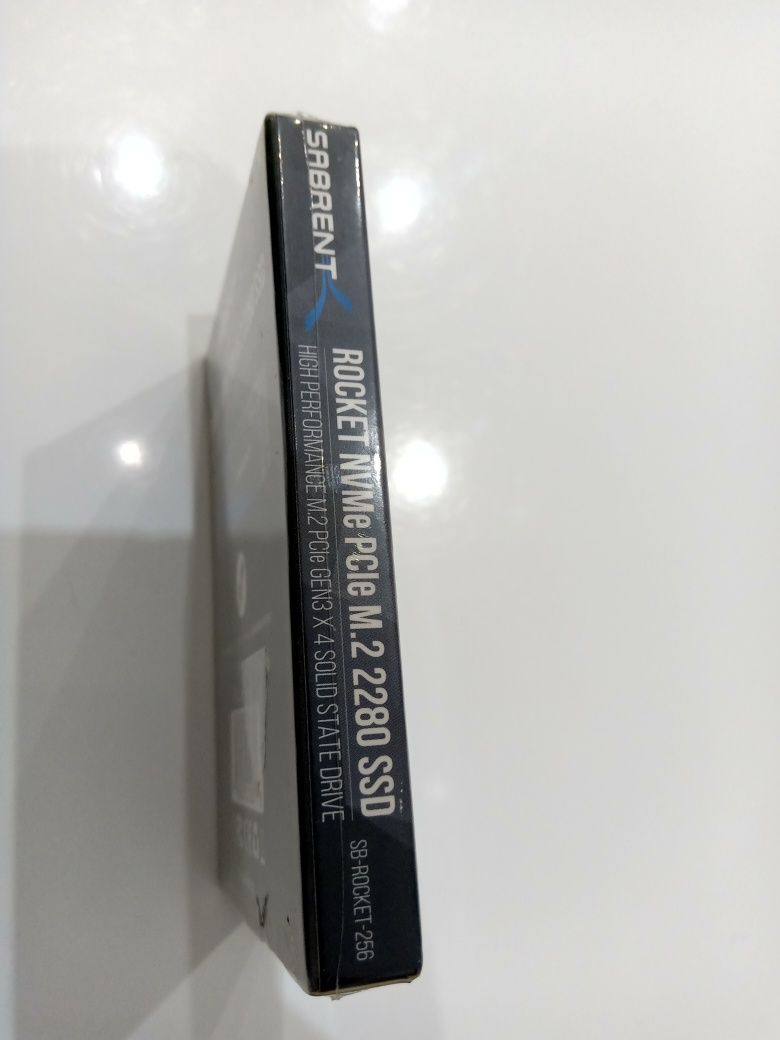 SABRENT
ROCKET NVMe PCIe M.2 2280 SSD
HIGH PERFORMANCE M.2 PCIe GEN3 X 4 SOLID STATE DRIVE
SB-ROCKET-256